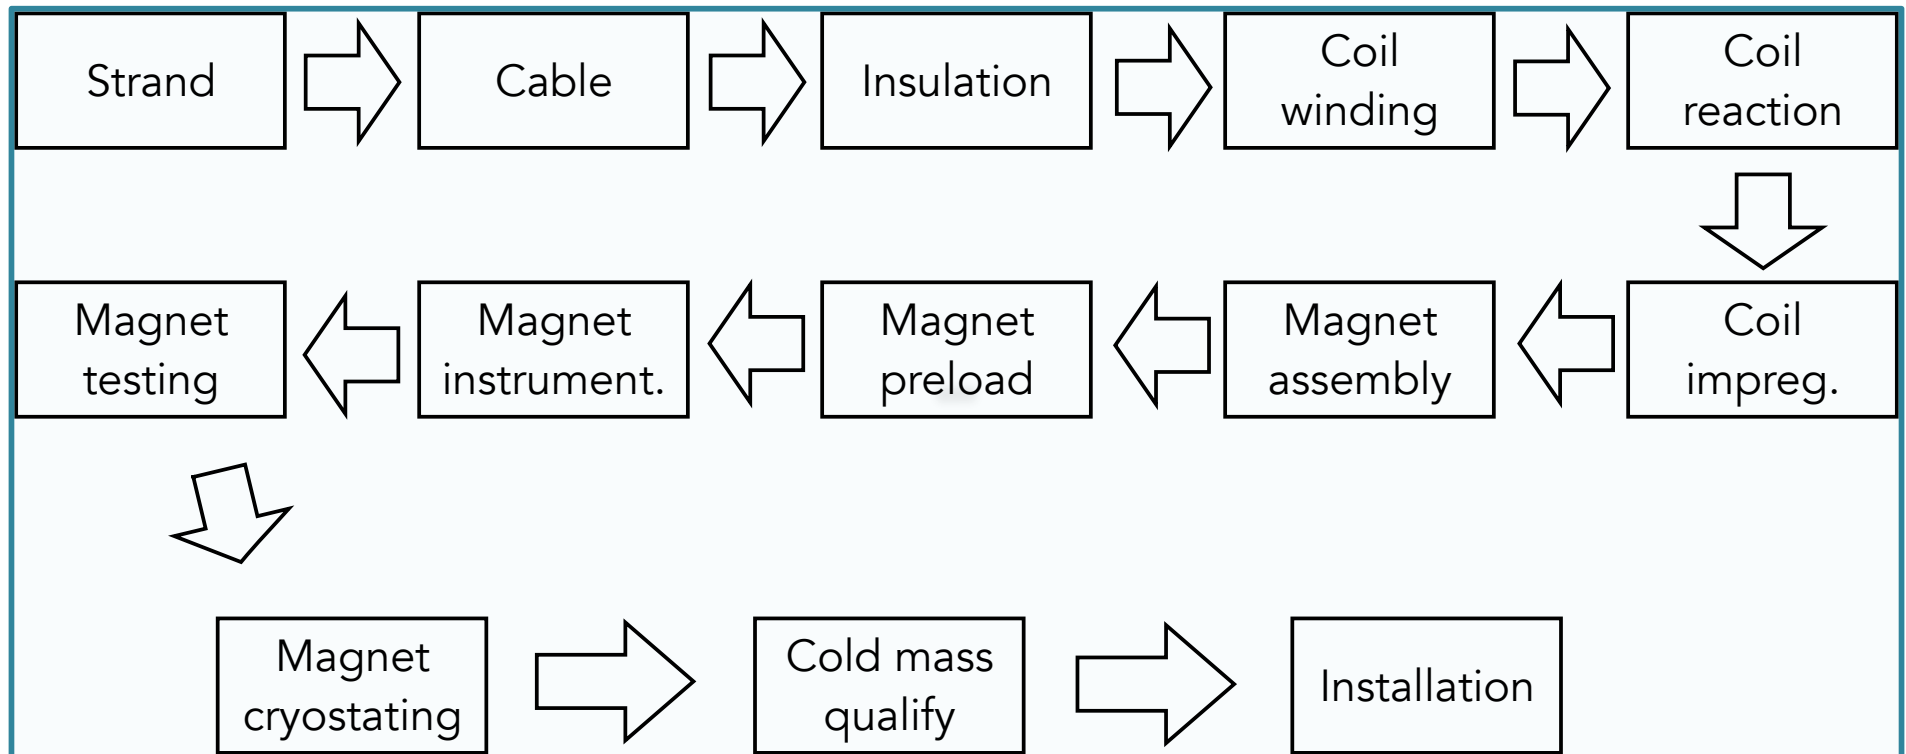 Strand
Cable
Insulation
Coil
winding
Coil
reaction
Magnet
testing
Magnet
instrument.
Magnet
preload
Magnet
assembly
Coil
impreg.
Magnet
cryostating
Cold mass
qualify
Installation